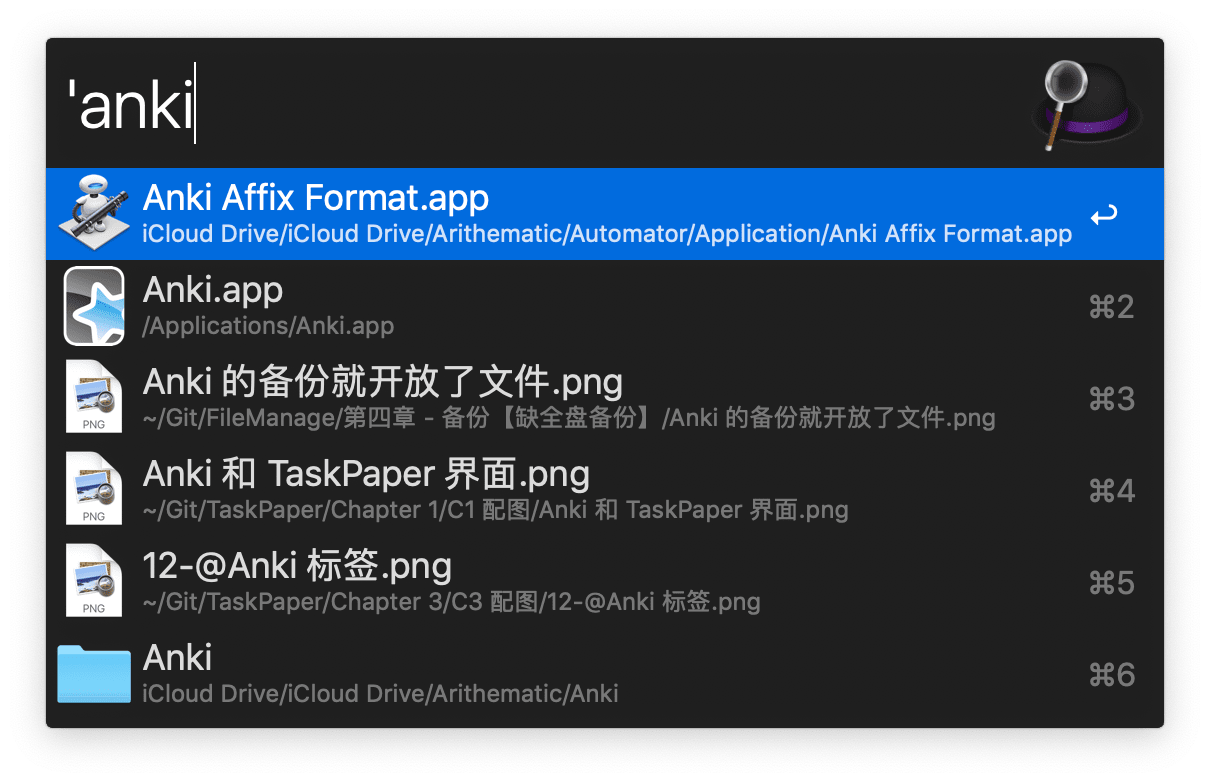 'anki
Anki Affix Format.app
iCloud Drive/iCloud Drive/Arithematic/Automator/Application/Anki Affix Format.app
↩
Anki.app
/Applications/Anki.app
⌘2
Anki 的备份就开放了文件.png
~/Git/FileManage/第四章 - 备份【缺全盘备份】/Anki 的备份就开放了文件.png
⌘3
PNG
Anki 和 TaskPaper 界面.png
~/Git/TaskPaper/Chapter 1/C1 配图/Anki 和 TaskPaper 界面.png
⌘4
PNG
12-@Anki 标签.png
~/Git/TaskPaper/Chapter 3/C3 配图/12-@Anki 标签.png
⌘5
PNG
Anki
iCloud Drive/iCloud Drive/Arithematic/Anki
⌘6